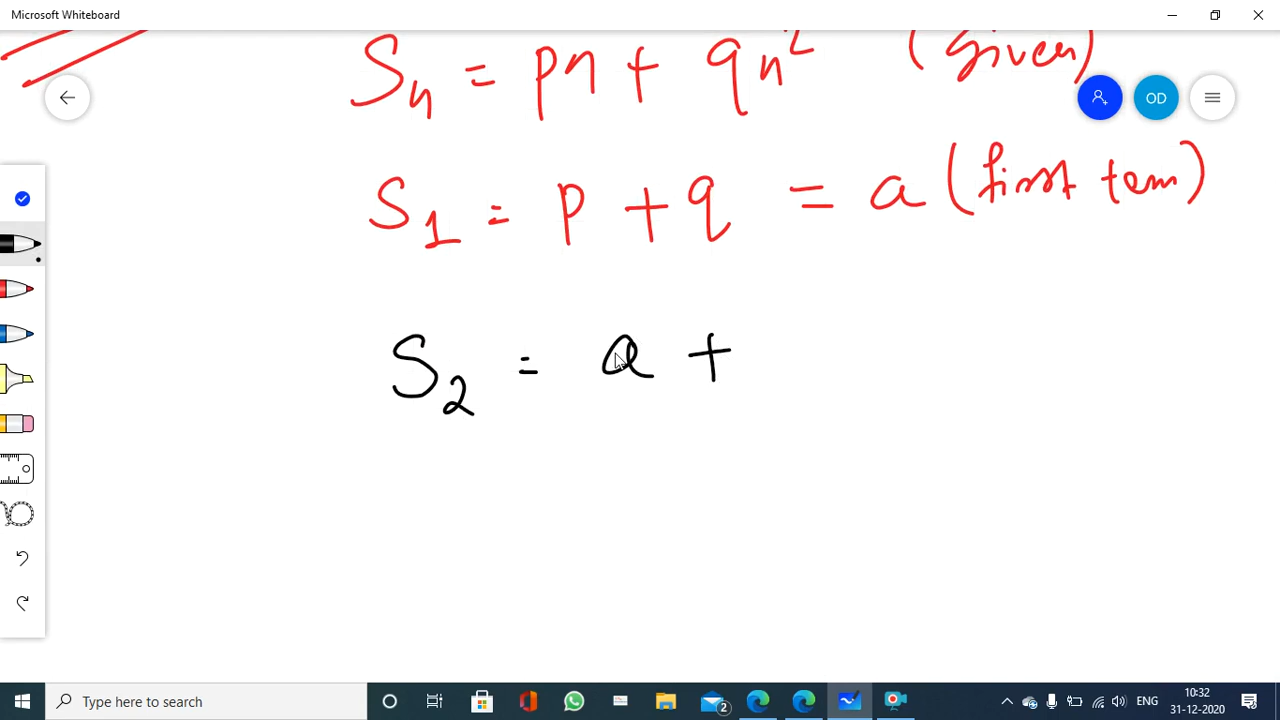 Microsoft Whiteboard
Sn = pn + qn² (given)
OD
S1 = p + q = a (first term)
S2 = a +
Type here to search
2
ENG
10:32
31-12-2020